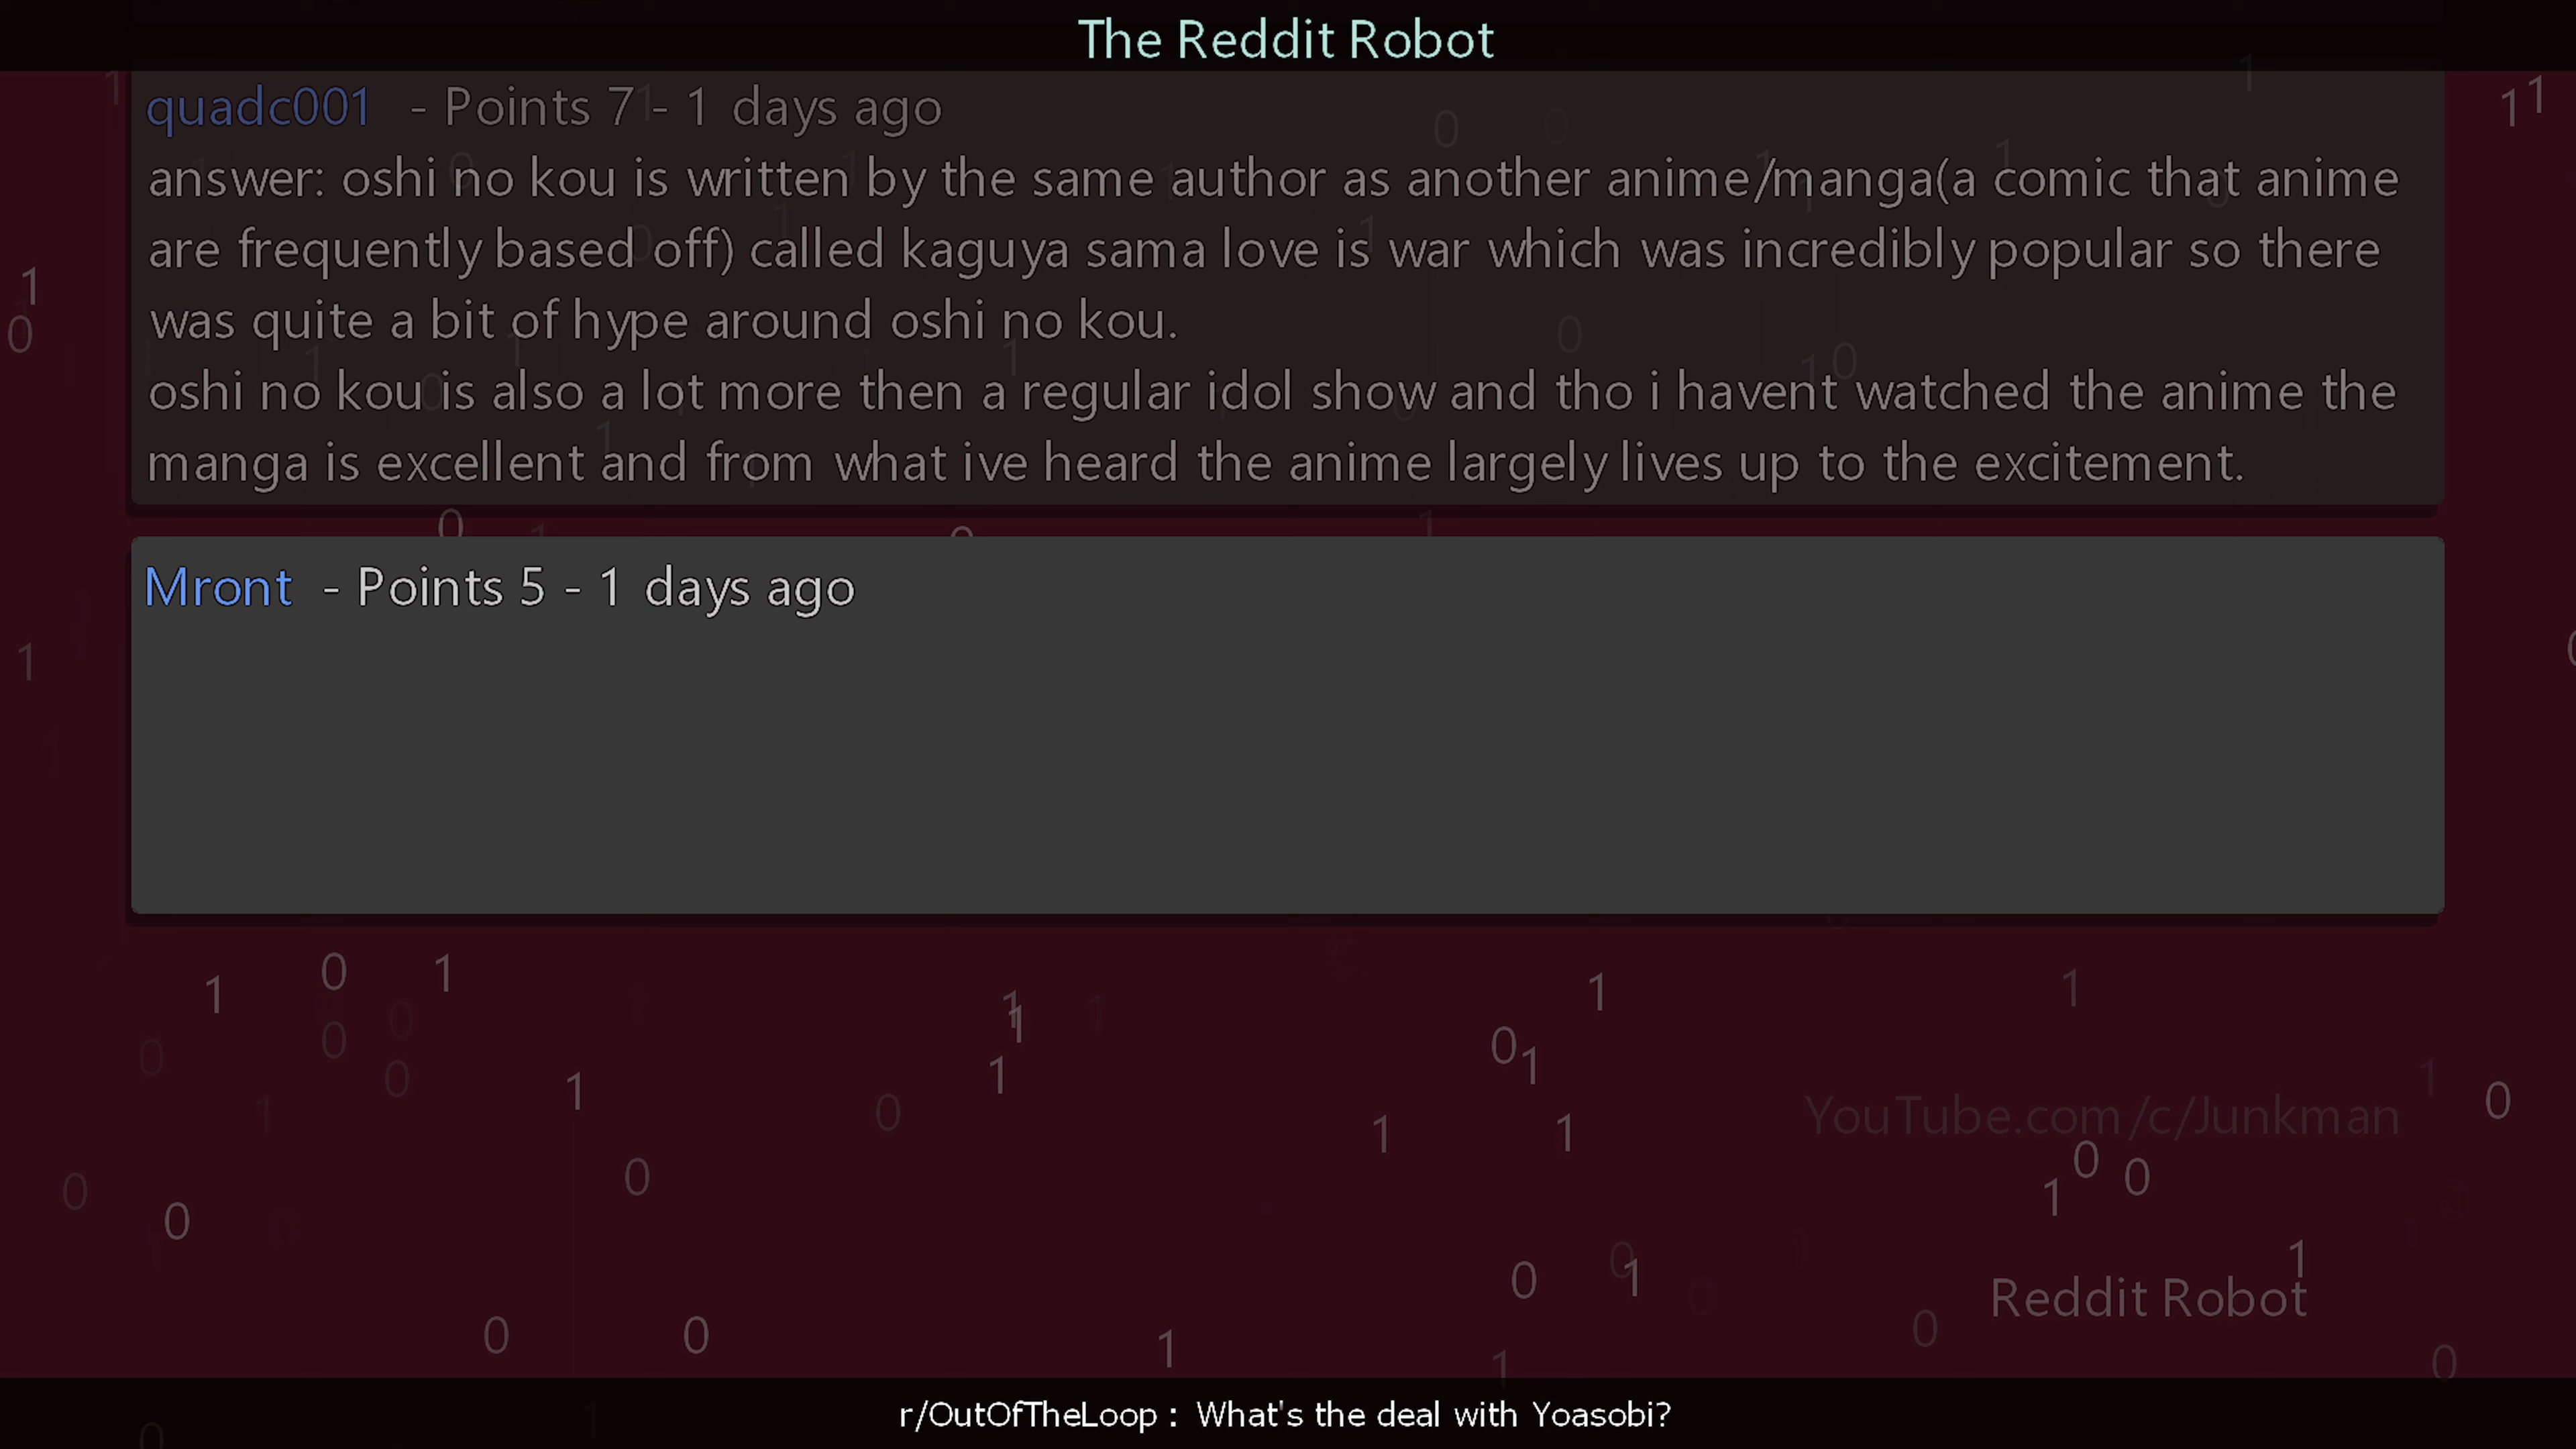 The Reddit Robot
quadc001 - Points 7 - 1 days ago
answer: oshi no kou is written by the same author as another anime/manga(a comic that anime
are frequently based off) called kaguya sama love is war which was incredibly popular so there
was quite a bit of hype around oshi no kou.
oshi no kou is also a lot more then a regular idol show and tho i havent watched the anime the
manga is excellent and from what ive heard the anime largely lives up to the excitement.
Mront - Points 5 - 1 days ago
YouTube.com/c/Junkman
Reddit Robot
r/OutOfTheLoop : What's the deal with Yoasobi?